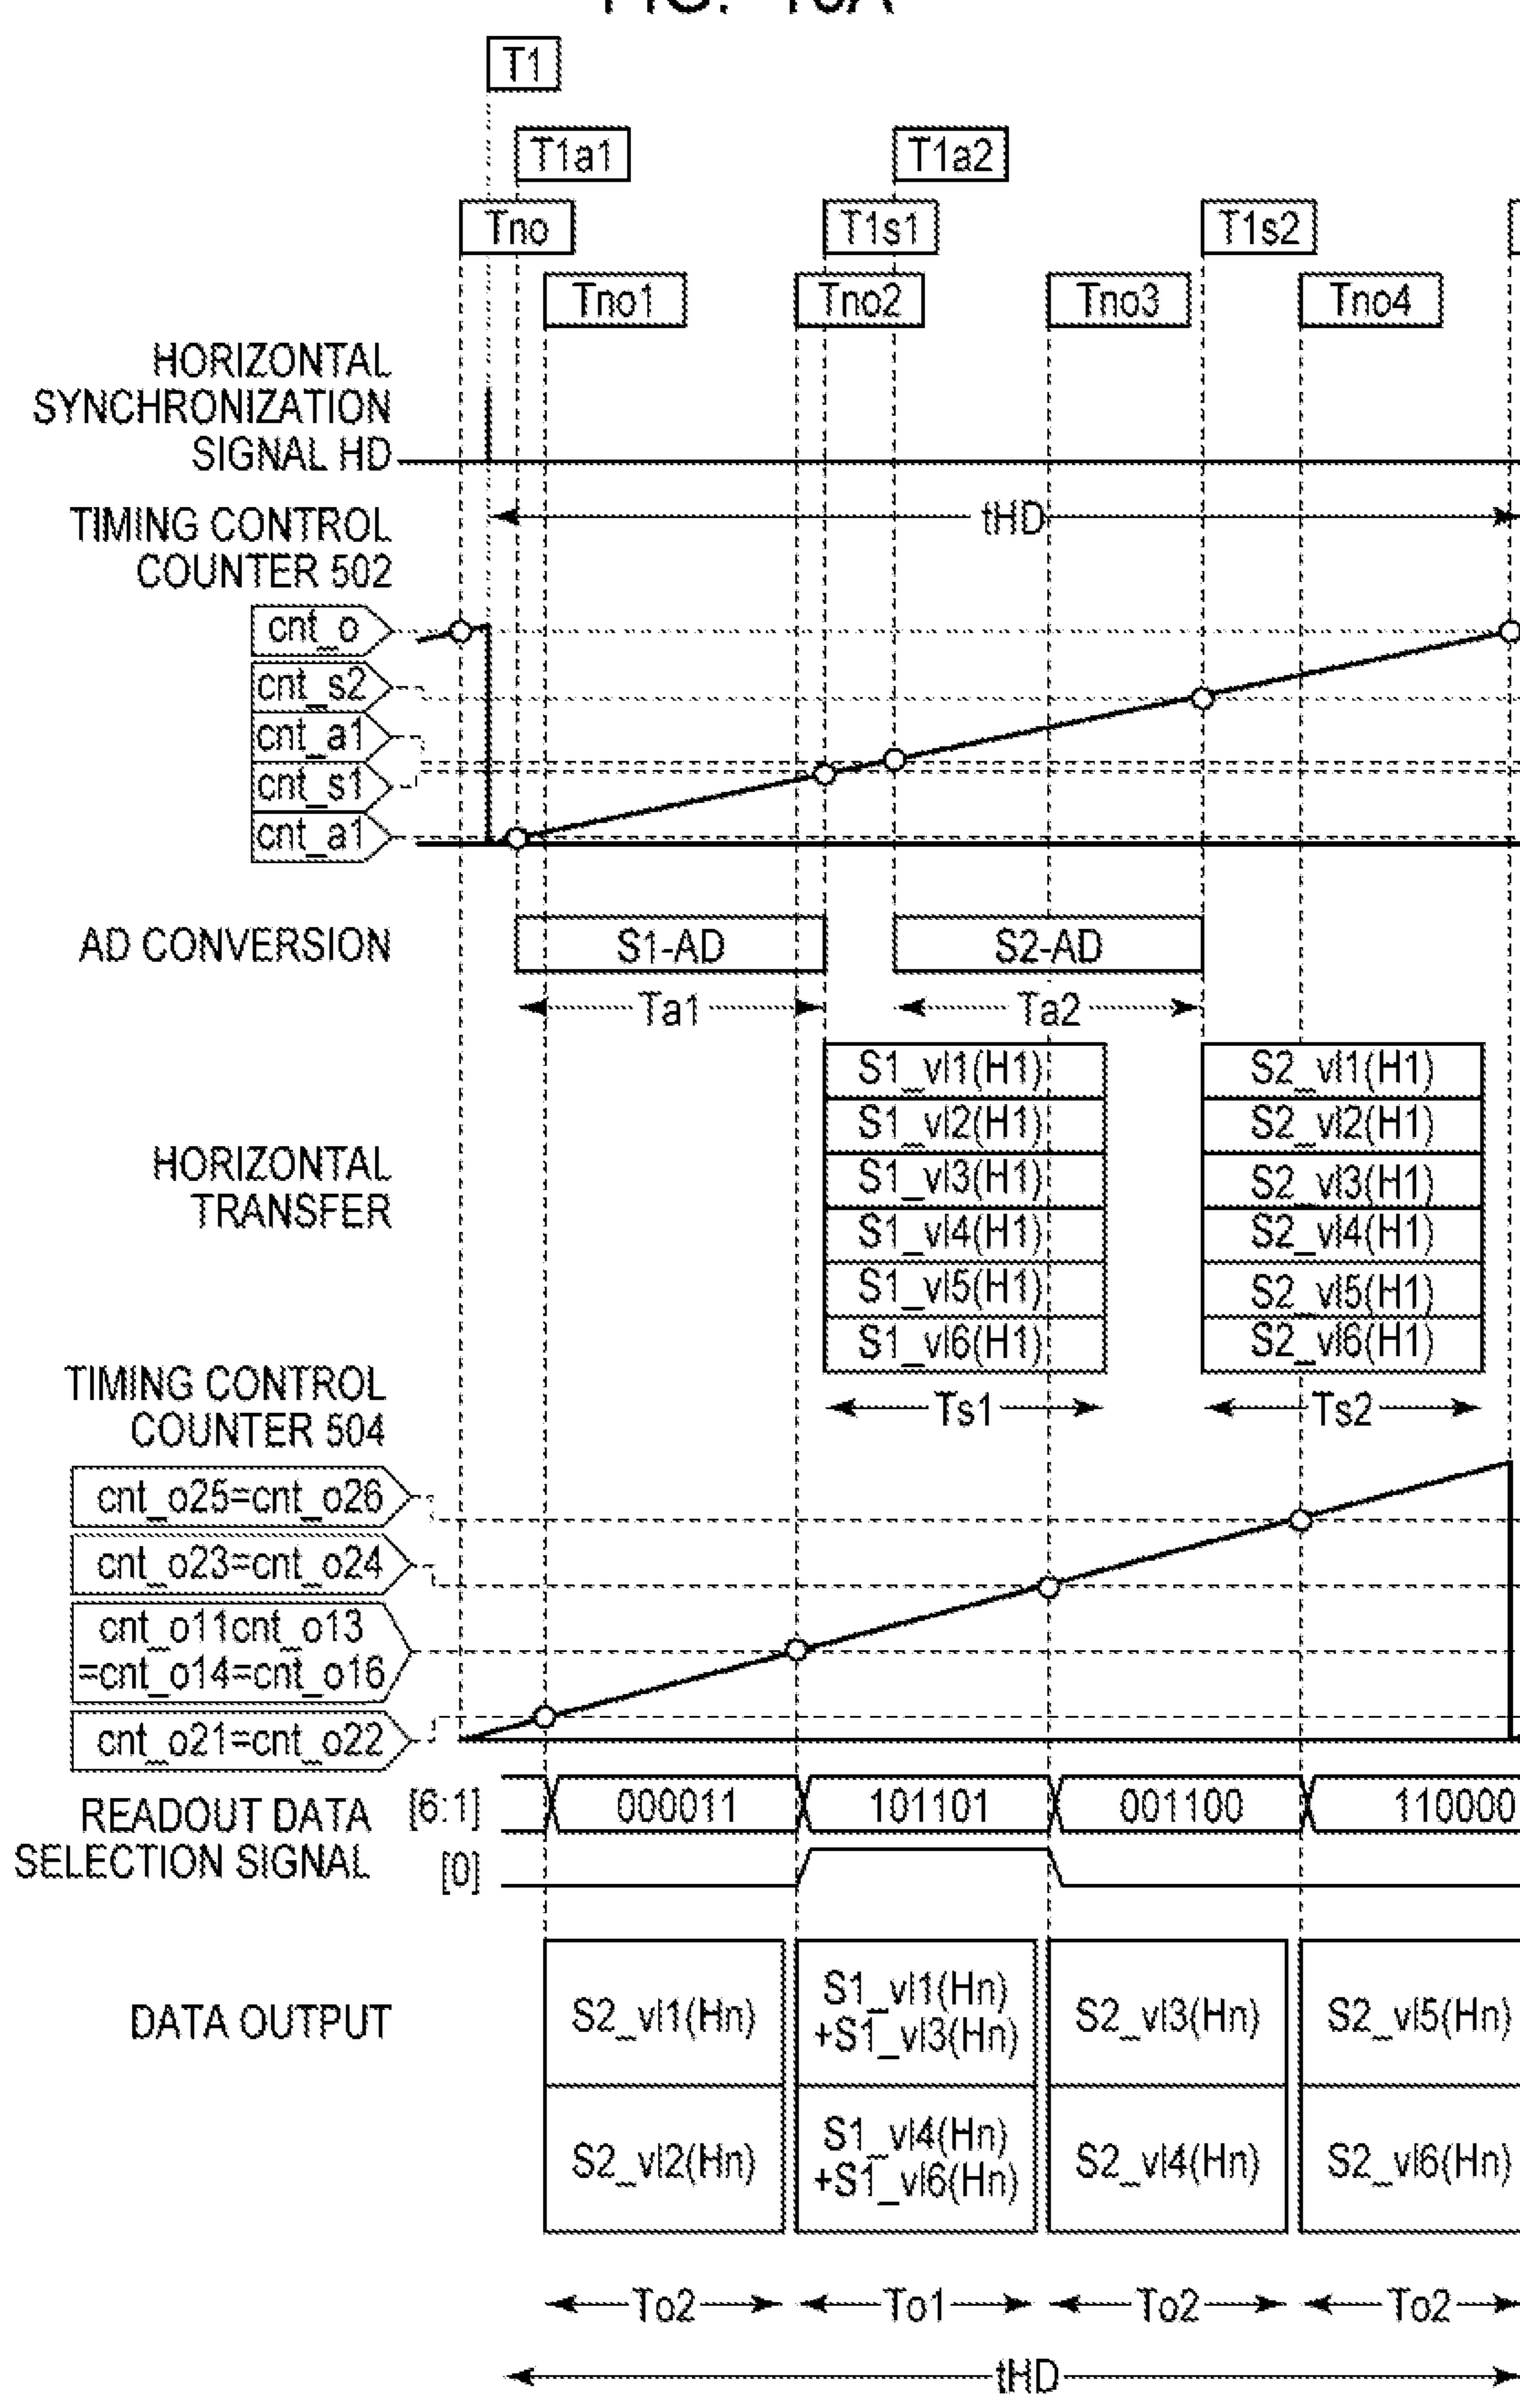 T1
T1a1
T1a2
Tno
T1s1
T1s2
Tno1
Tno2
Tno3
Tno4
HORIZONTAL
SYNCHRONIZATION
SIGNAL HD
tHD
TIMING CONTROL
COUNTER 502
cnt_o
cnt_s2
cnt_a1
cnt_s1
cnt_a1
AD CONVERSION
S1-AD
S2-AD
Ta1
Ta2
HORIZONTAL
TRANSFER
S1_vl1(H1)
S1_vl2(H1)
S1_vl3(H1)
S1_vl4(H1)
S1_vl5(H1)
S1_vl6(H1)
S2_vl1(H1)
S2_vl2(H1)
S2_vl3(H1)
S2_vl4(H1)
S2_vl5(H1)
S2_vl6(H1)
Ts1
Ts2
TIMING CONTROL
COUNTER 504
cnt_o25=cnt_o26
cnt_o23=cnt_o24
cnt_o11cnt_o13
=cnt_o14=cnt_o16
cnt_o21=cnt_o22
READOUT DATA
SELECTION SIGNAL
[6:1]
000011
101101
001100
110000
[0]
DATA OUTPUT
S2_vl1(Hn)
S1_vl1(Hn)
+S1_vl3(Hn)
S2_vl3(Hn)
S2_vl5(Hn)
S2_vl2(Hn)
S1_vl4(Hn)
+S1_vl6(Hn)
S2_vl4(Hn)
S2_vl6(Hn)
To2
To1
To2
To2
tHD